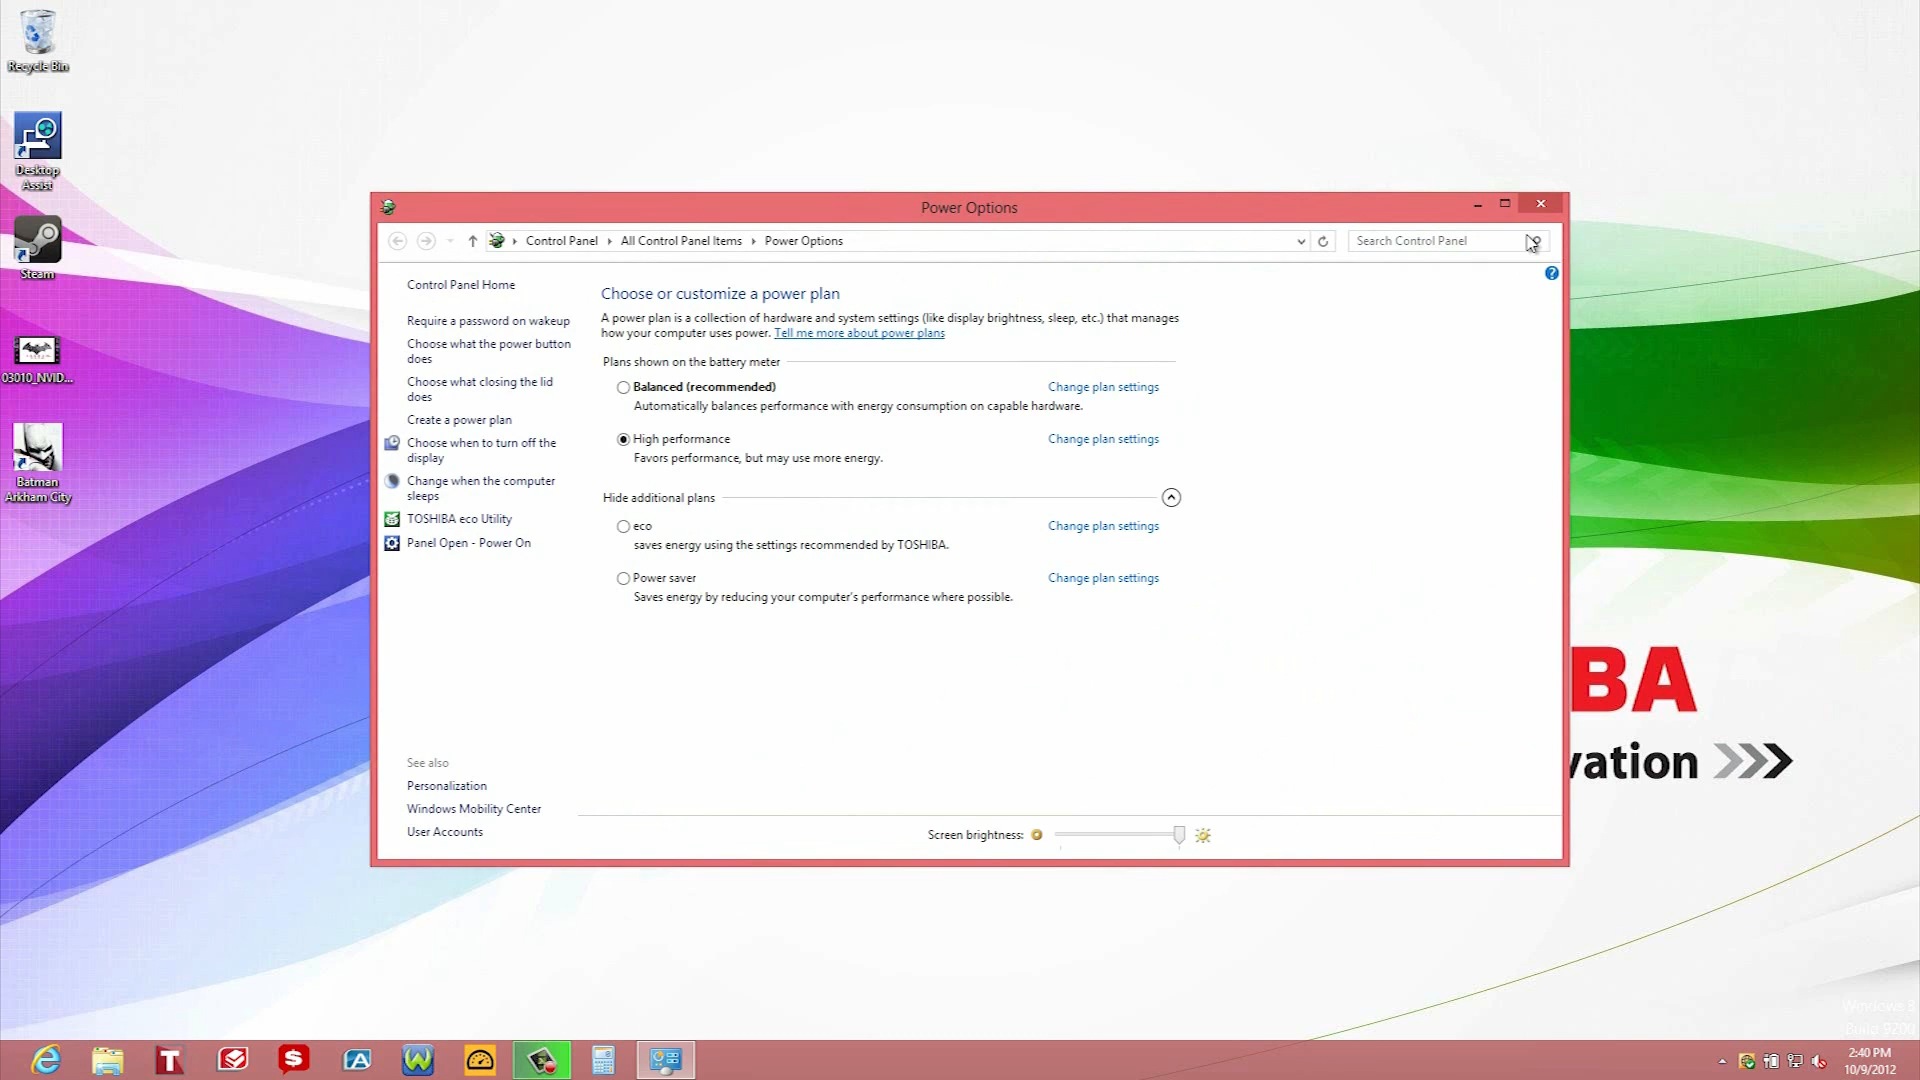 Recycle Bin
Desktop
Assist
Steam
03010_NVID...
Batman
Arkham City
Power Options
Control Panel
All Control Panel Items
Power Options
Search Control Panel
Control Panel Home
Require a password on wakeup
Choose what the power button
does
Choose what closing the lid
does
Create a power plan
Choose when to turn off the
display
Change when the computer
sleeps
TOSHIBA eco Utility
Panel Open - Power On
See also
Personalization
Windows Mobility Center
User Accounts
Choose or customize a power plan
A power plan is a collection of hardware and system settings (like display brightness, sleep, etc.) that manages
how your computer uses power. Tell me more about power plans
Plans shown on the battery meter
Balanced (recommended) Change plan settings
Automatically balances performance with energy consumption on capable hardware.
High performance Change plan settings
Favors performance, but may use more energy.
Hide additional plans
eco Change plan settings
saves energy using the settings recommended by TOSHIBA.
Power saver Change plan settings
Saves energy by reducing your computer's performance where possible.
Screen brightness:
BA
vation
Windows 8
Build 9200
2:40 PM
10/9/2012